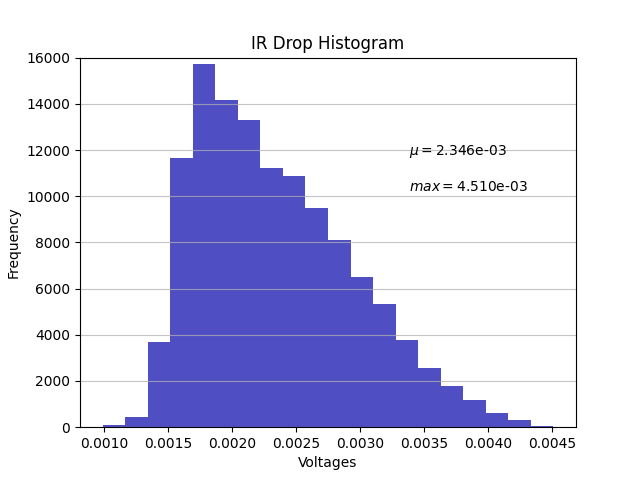 IR Drop Histogram
16000
14000
12000
10000
8000
6000
4000
2000
0
Frequency
μ = 2.346e-03
max = 4.510e-03
0.0010 0.0015 0.0020 0.0025 0.0030 0.0035 0.0040 0.0045
Voltages